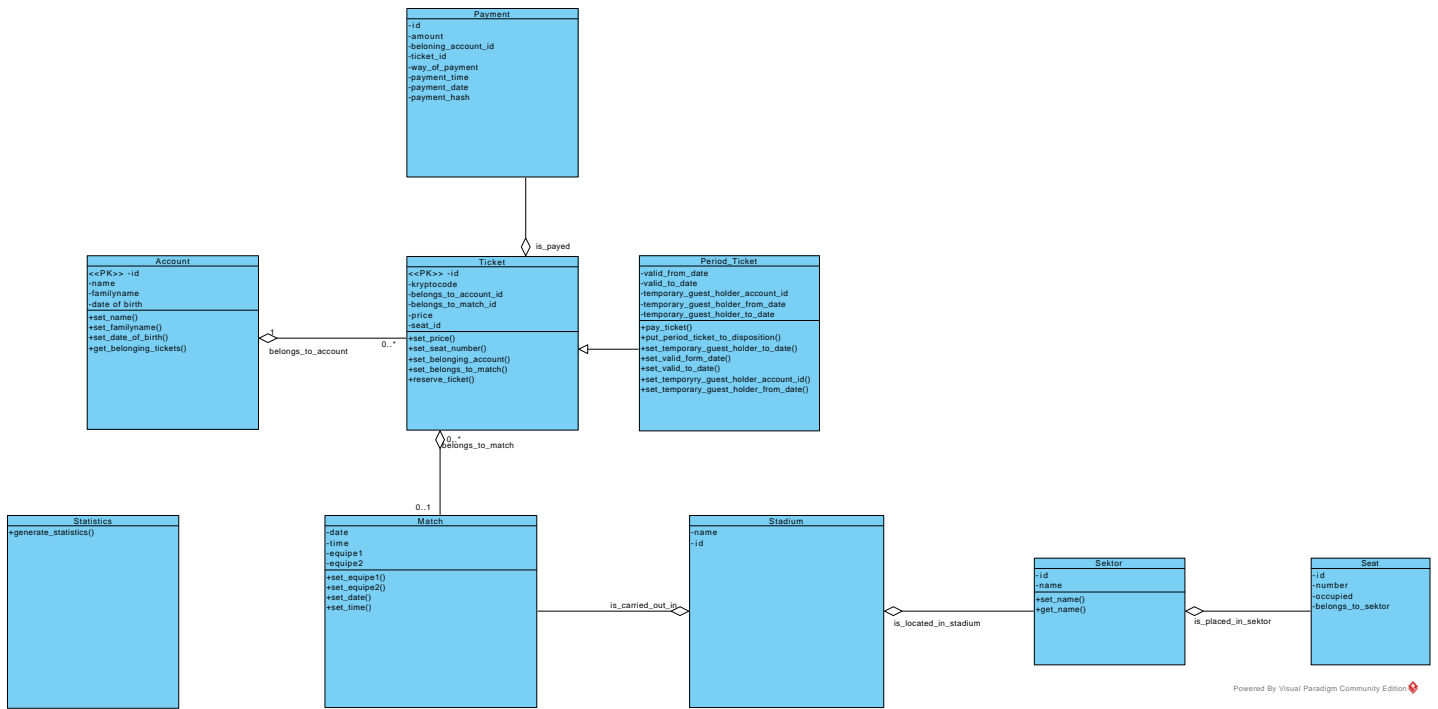 Payment
-id
-amount
-beloning_account_id
-ticket_id
-way_of_payment
-payment_time
-payment_date
-payment_hash
is_payed
Account
<<PK>> -id
-name
-familyname
-date of birth
+set_name()
+set_familyname()
+set_date_of_birth()
+get_belonging_tickets()
1
belongs_to_account
0..*
Ticket
<<PK>> -id
-kryptocode
-belongs_to_account_id
-belongs_to_match_id
-price
-seat_id
+set_price()
+set_seat_number()
+set_belonging_account()
+set_belongs_to_match()
+reserve_ticket()
Period_Ticket
-valid_from_date
-valid_to_date
-temporary_guest_holder_account_id
-temporary_guest_holder_from_date
-temporary_guest_holder_to_date
+pay_ticket()
+put_period_ticket_to_disposition()
+set_temporary_guest_holder_to_date()
+set_valid_form_date()
+set_valid_to_date()
+set_temporyry_guest_holder_account_id()
+set_temporary_guest_holder_from_date()
0..*
belongs_to_match
0..1
Statistics
+generate_statistics()
Match
-date
-time
-equipe1
-equipe2
+set_equipe1()
+set_equipe2()
+set_date()
+set_time()
is_carried_out_in
Stadium
-name
-id
is_located_in_stadium
Sektor
-id
-name
+set_name()
+get_name()
is_placed_in_sektor
Seat
-id
-number
-occupied
-belongs_to_sektor
Powered By Visual Paradigm Community Edition